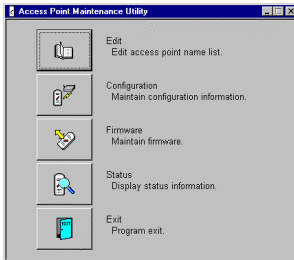 Access Point Maintenance Utility
Edit
Edit access point name list.
Configuration
Maintain configuration information.
Firmware
Maintain firmware.
Status
Display status information.
EXIT
Exit
Program exit.